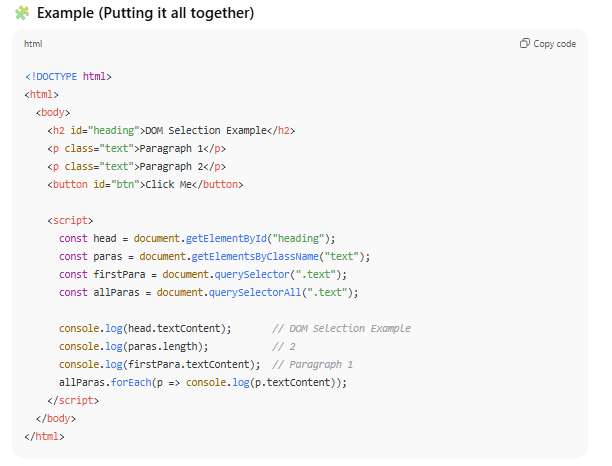 🧩 Example (Putting it all together)
html
Copy code
<!DOCTYPE html>
<html>
  <body>
    <h2 id="heading">DOM Selection Example</h2>
    <p class="text">Paragraph 1</p>
    <p class="text">Paragraph 2</p>
    <button id="btn">Click Me</button>

    <script>
      const head = document.getElementById("heading");
      const paras = document.getElementsByClassName("text");
      const firstPara = document.querySelector(".text");
      const allParas = document.querySelectorAll(".text");

      console.log(head.textContent);       // DOM Selection Example
      console.log(paras.length);           // 2
      console.log(firstPara.textContent);  // Paragraph 1
      allParas.forEach(p => console.log(p.textContent));
    </script>
  </body>
</html>